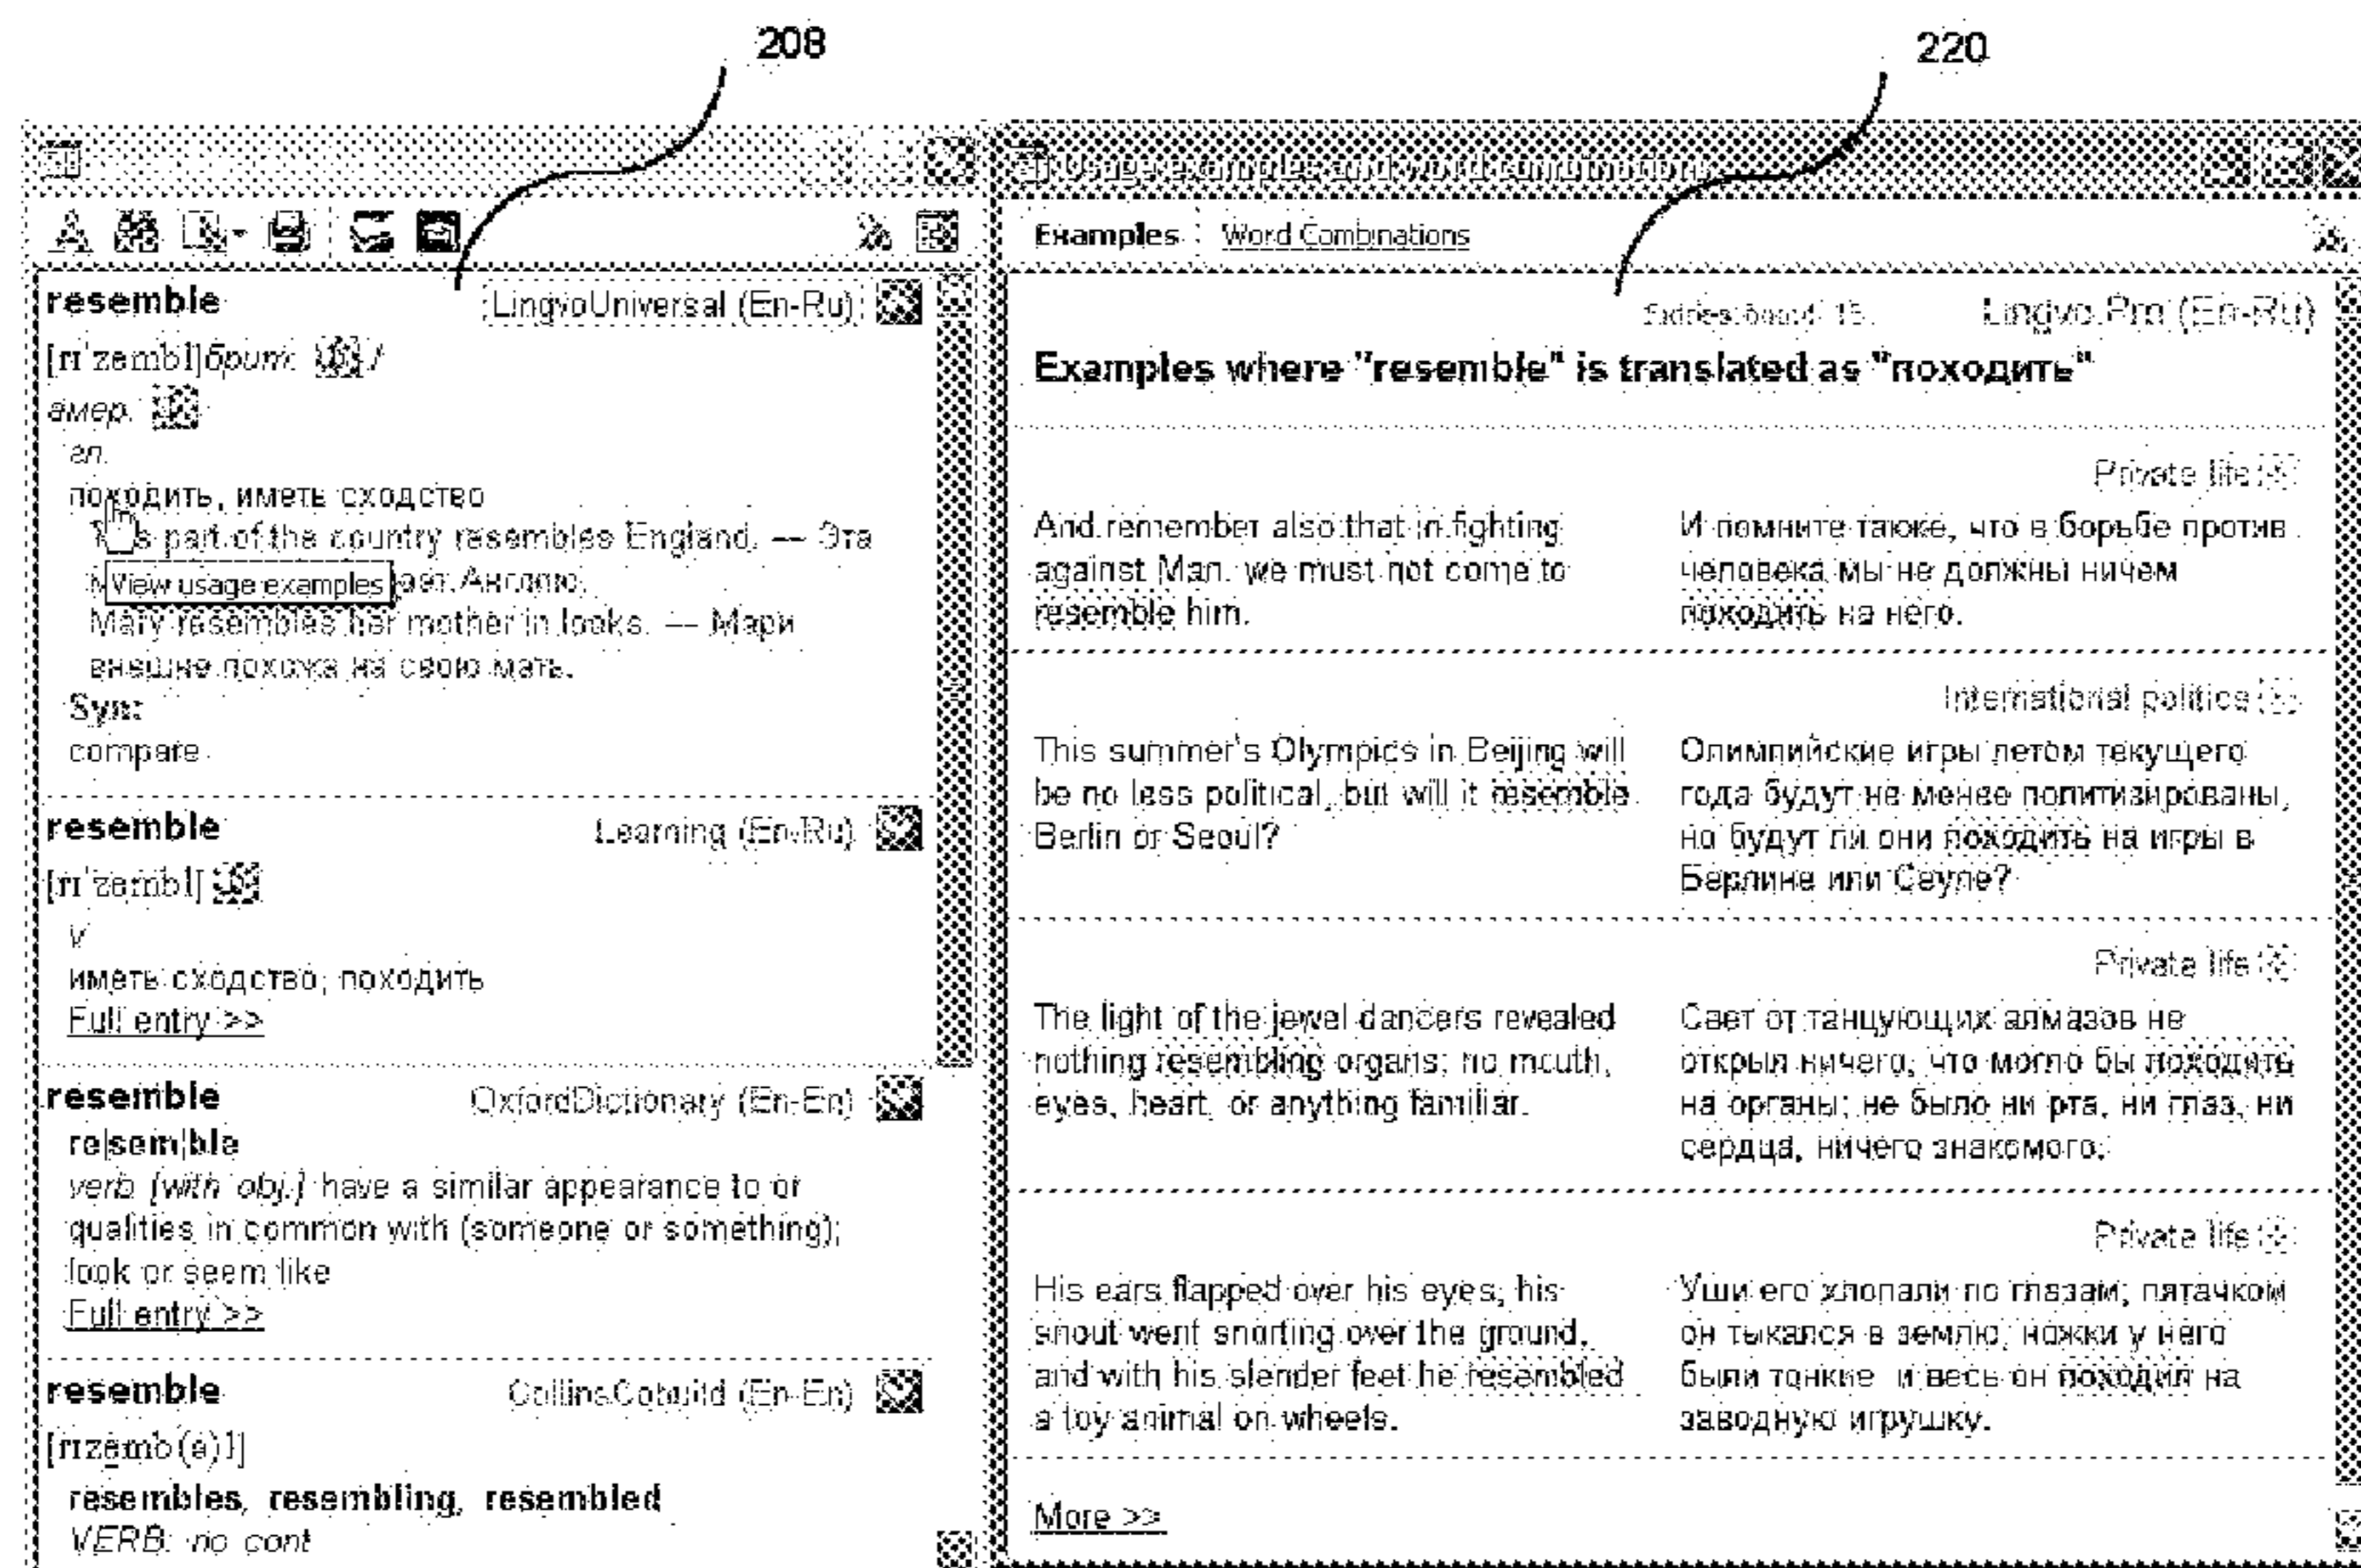 208
220
Usage examples and word combinations
Examples
Word Combinations
resemble
LingvoUniversal (En-Ru)
[rɪ'zembl] брит. /
амер.
гл.
походить, иметь сходство
part of the country resembles England. — Эта
View usage examples
Англию.
Mary resembles her mother in looks. — Мэри
внешне похожа на свою мать.
Syn:
compare
resemble
Learning (En-Ru)
[rɪ'zembl]
v
иметь сходство; походить
Full entry >>
resemble
OxfordDictionary (En-En)
re|sem|ble
verb [with obj.] have a similar appearance to or
qualities in common with (someone or something);
look or seem like
Full entry >>
resemble
CollinsCobuild (En-En)
[rɪzemb(ə)l]
resembles, resembling, resembled
VERB: no cont
Lingvo.Pro (En-Ru)
Examples where "resemble" is translated as "походить"
Private life
And remember also that in fighting
against Man. we must not come to
resemble him.
И помните также, что в борьбе против
человека мы не должны ничем
походить на него.
International politics
This summer's Olympics in Beijing will
be no less political, but will it resemble
Berlin or Seoul?
Олимпийские игры летом текущего
года будут не менее политизированы,
но будут ли они походить на игры в
Берлине или Сеуле?
Private life
The light of the jewel dancers revealed
nothing resembling organs; no mouth,
eyes, heart, or anything familiar.
Свет от танцующих алмазов не
открыл ничего, что могло бы походить
на органы; не было ни рта, ни глаз, ни
сердца, ничего знакомого.
Private life
His ears flapped over his eyes; his
snout went snorting over the ground,
and with his slender feet he resembled
a toy animal on wheels.
Уши его хлопали по глазам; пятачком
он тыкался в землю, ножки у него
были тонкие и весь он походил на
заводную игрушку.
More >>